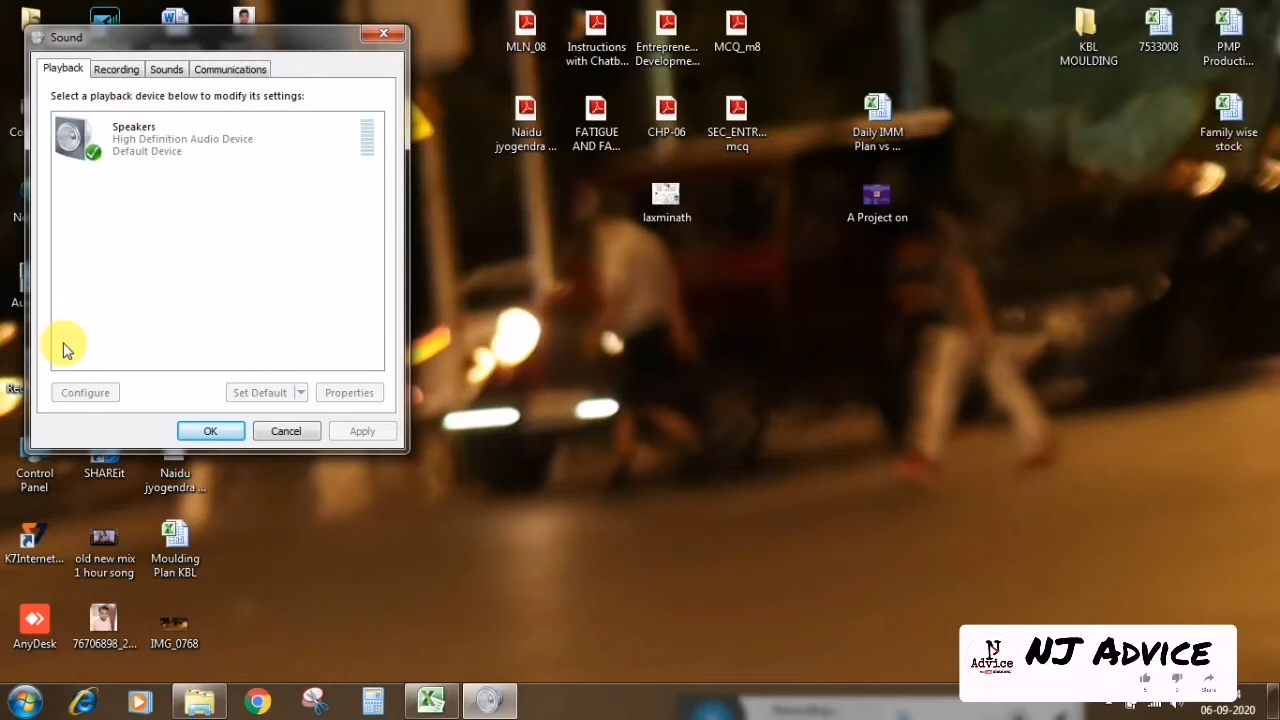 Sound
Playback
Recording
Sounds
Communications
Select a playback device below to modify its settings:
Speakers
High Definition Audio Device
Default Device
Configure
Set Default
Properties
OK
Cancel
Apply
MLN_08
Instructions
with Chatb...
Entreprene...
Developme...
MCQ_m8
KBL
MOULDING
7533008
PMP
Producti...
Naidu
jyogendra ...
FATIGUE
AND FA...
CHP-06
SEC_ENTR...
mcq
Daily IMM
Plan vs ...
Family wise
stock
laxminath
A Project on
Control
Panel
SHAREit
Naidu
jyogendra ...
K7Internet...
old new mix
1 hour song
Moulding
Plan KBL
AnyDesk
76706898_2...
IMG_0768
N
Advice
NJ ADVICE
Share
06-09-2020